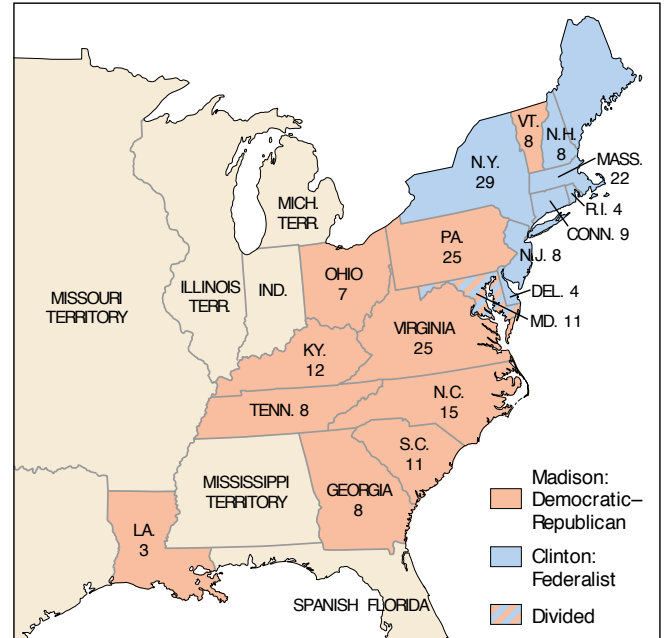 VT.
8
N.H.
8
MASS.
22
N.Y.
29
R.I. 4
CONN. 9
MICH.
TERR.
PA.
25
N.J. 8
OHIO
7
ILLINOIS
TERR.
IND.
DEL. 4
MISSOURI
TERRITORY
MD. 11
VIRGINIA
25
KY.
12
N.C.
15
TENN. 8
S.C.
11
MISSISSIPPI
TERRITORY
GEORGIA
8
LA.
3
SPANISH FLORIDA
Madison:
Democratic–
Republican
Clinton:
Federalist
Divided